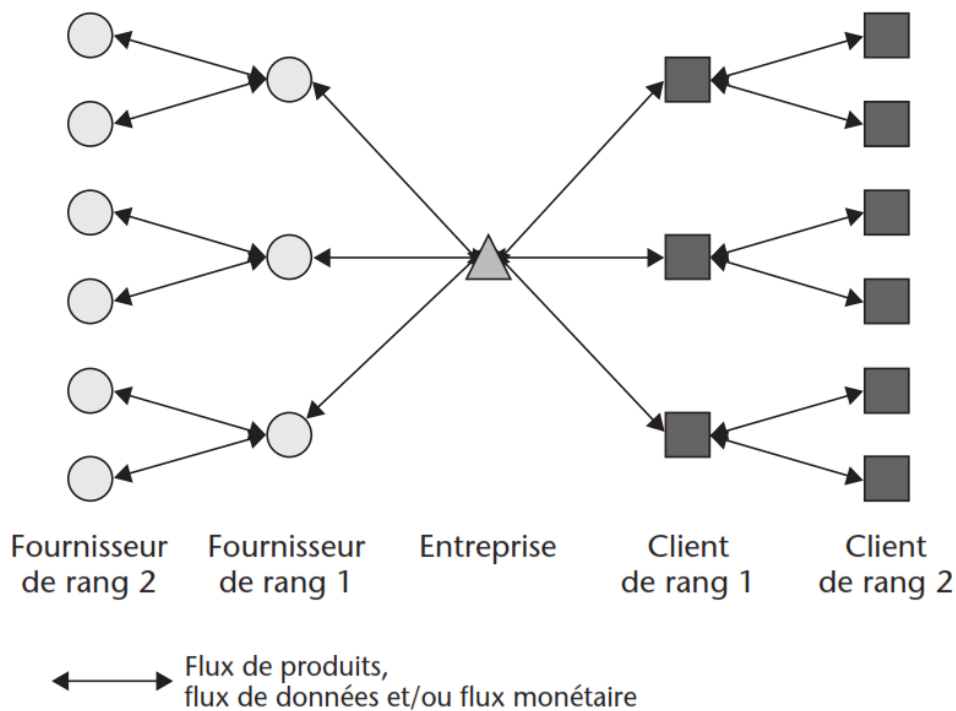 Fournisseur
de rang 2
Fournisseur
de rang 1
Entreprise
Client
de rang 1
Client
de rang 2
Flux de produits,
flux de données et/ou flux monétaire